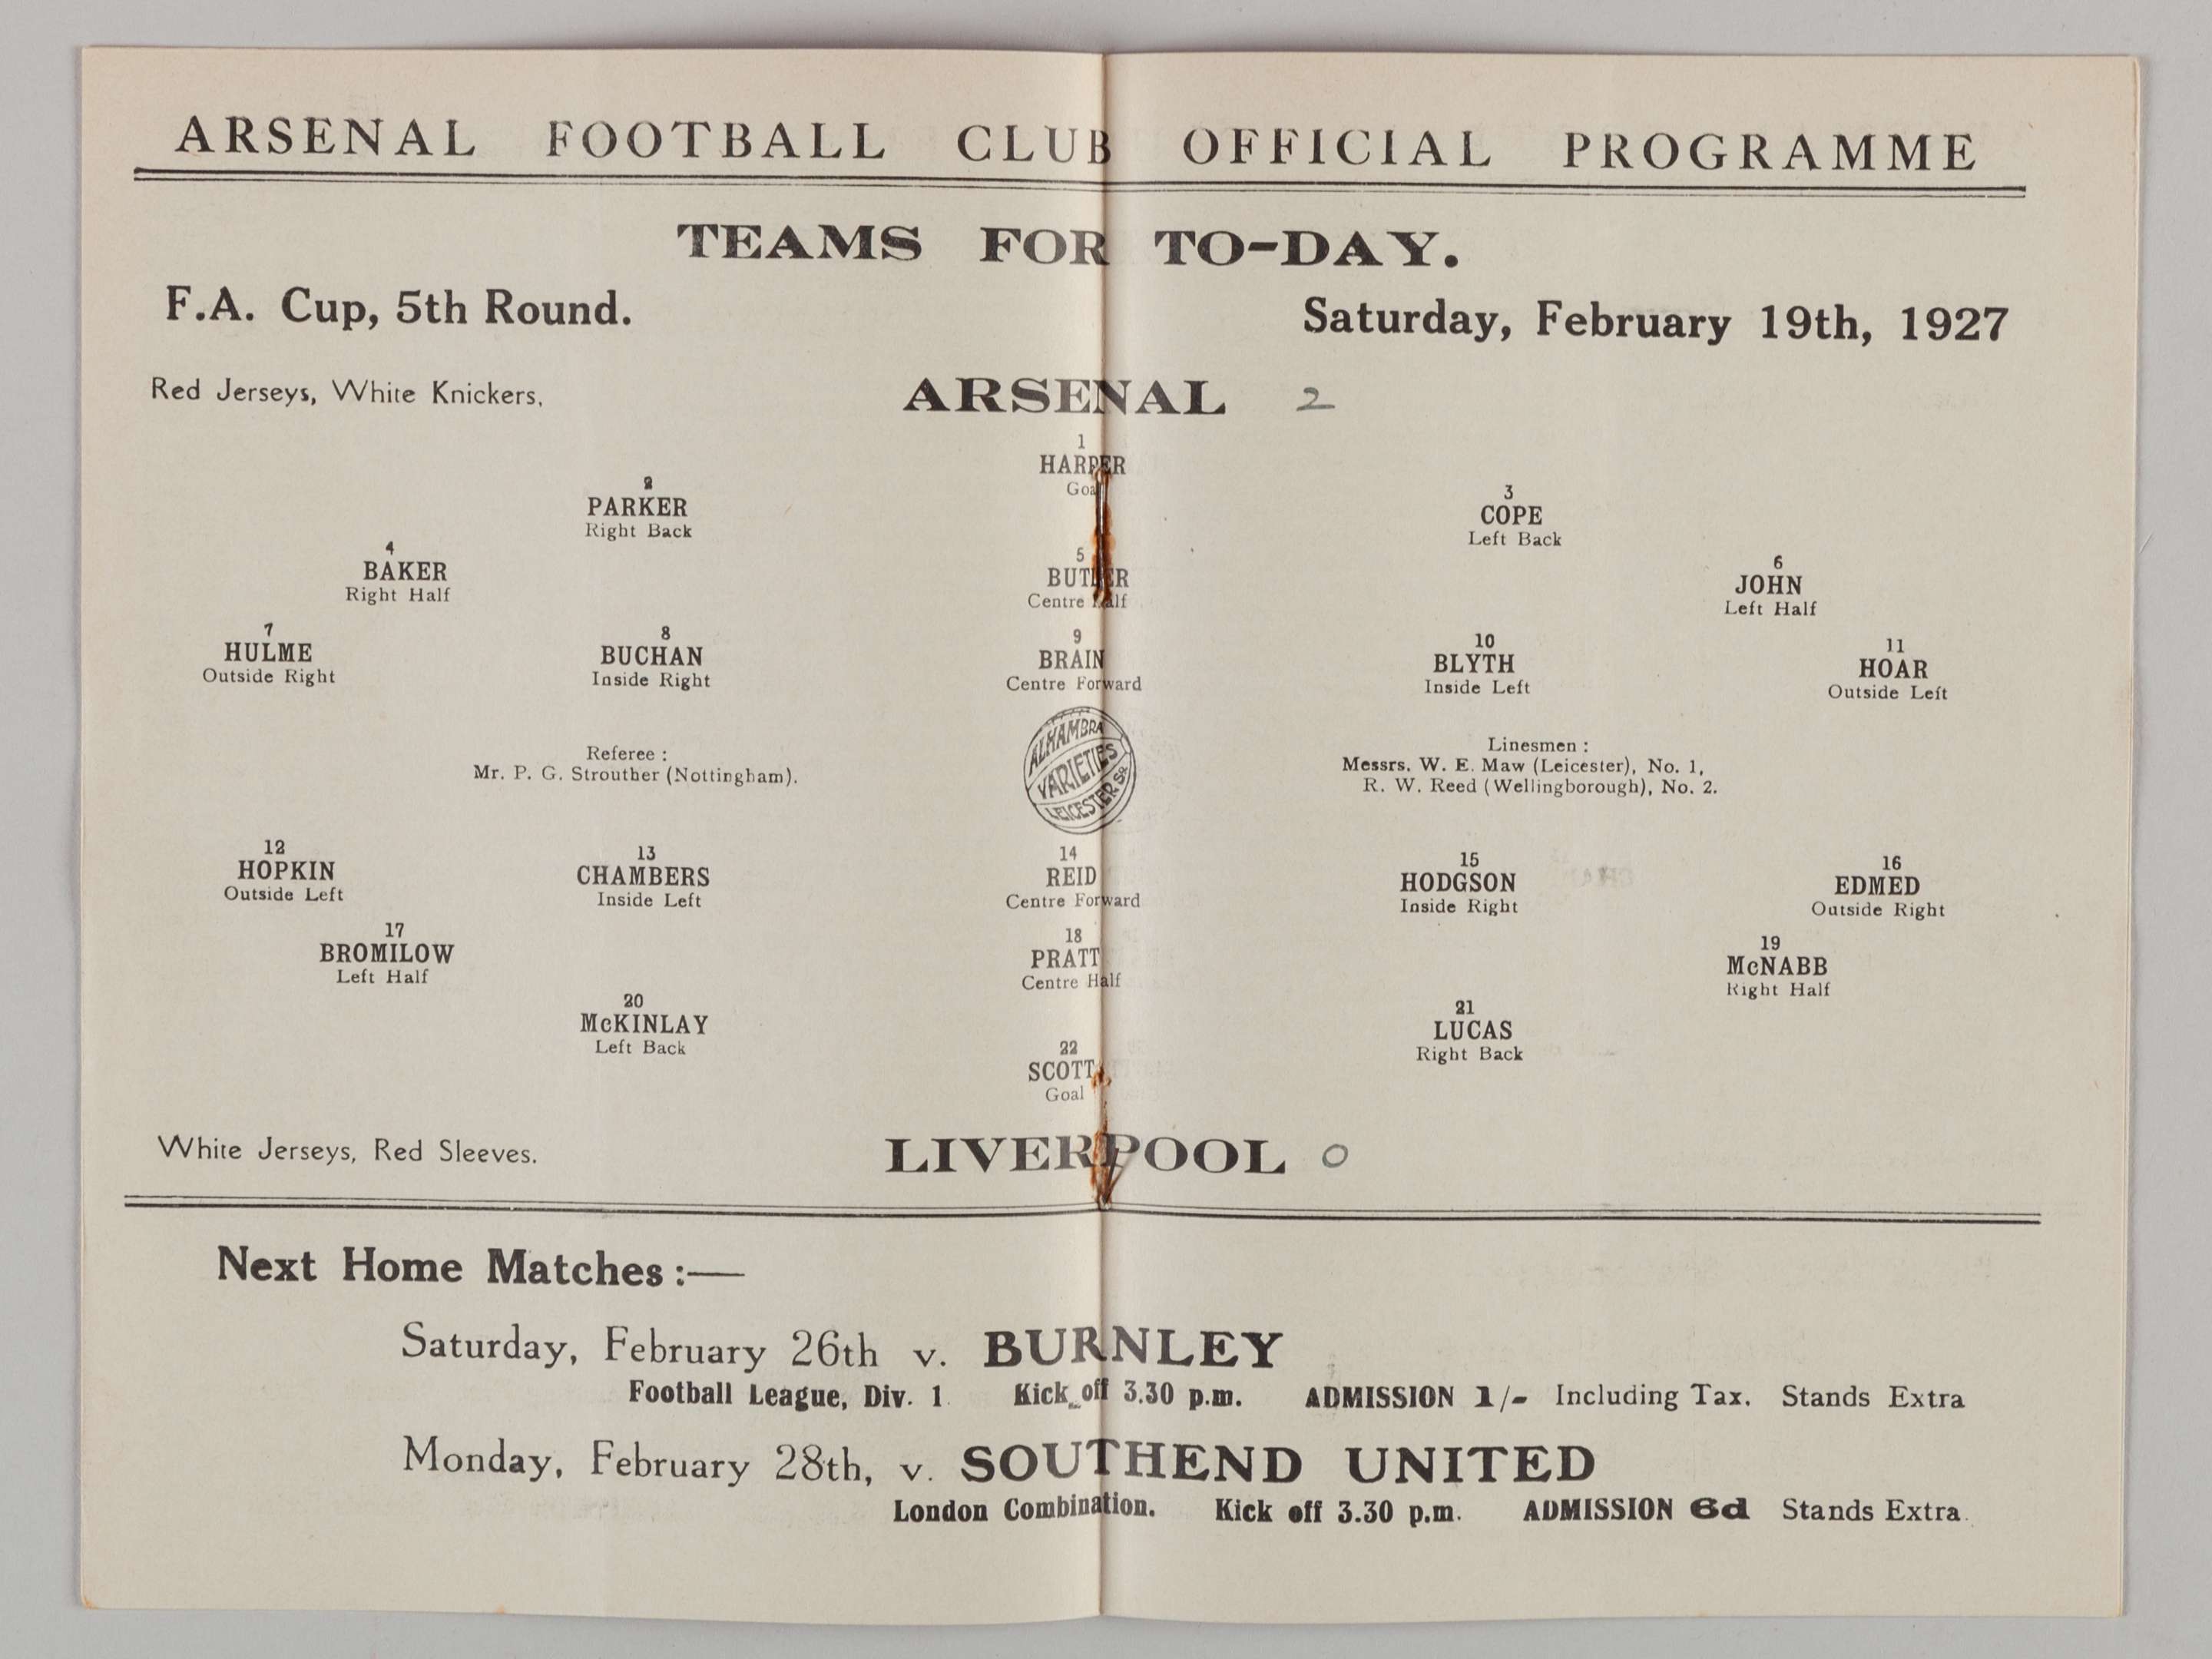 ARSENAL FOOTBALL CLUB OFFICIAL PROGRAMME
TEAMS FOR TO-DAY.
F.A. Cup, 5th Round. Saturday, February 19th, 1927
Red Jerseys, White Knickers. ARSENAL 2
1
HARPER
Goal
2 3
PARKER COPE
Right Back Left Back
4 5 6
BAKER BUTLER JOHN
Right Half Centre Half Left Half
7 8 9 10 11
HULME BUCHAN BRAIN BLYTH HOAR
Outside Right Inside Right Centre Forward Inside Left Outside Left
Referee :
Mr. P. G. Strouther (Nottingham).
ALHAMBRA
VARIETIES
LEICESTER SQ.
Linesmen :
Messrs. W. E. Maw (Leicester), No. 1,
R. W. Reed (Wellingborough), No. 2.
12 13 14 15 16
HOPKIN CHAMBERS REID HODGSON EDMED
Outside Left Inside Left Centre Forward Inside Right Outside Right
17 18 19
BROMILOW PRATT McNABB
Left Half Centre Half Right Half
20 21
McKINLAY LUCAS
Left Back Right Back
22
SCOTT
Goal
White Jerseys, Red Sleeves. LIVERPOOL 0
Next Home Matches :—
Saturday, February 26th v. BURNLEY
Football League, Div. 1. Kick off 3.30 p.m. ADMISSION 1/- Including Tax. Stands Extra
Monday, February 28th, v. SOUTHEND UNITED
London Combination. Kick off 3.30 p.m. ADMISSION 6d Stands Extra.